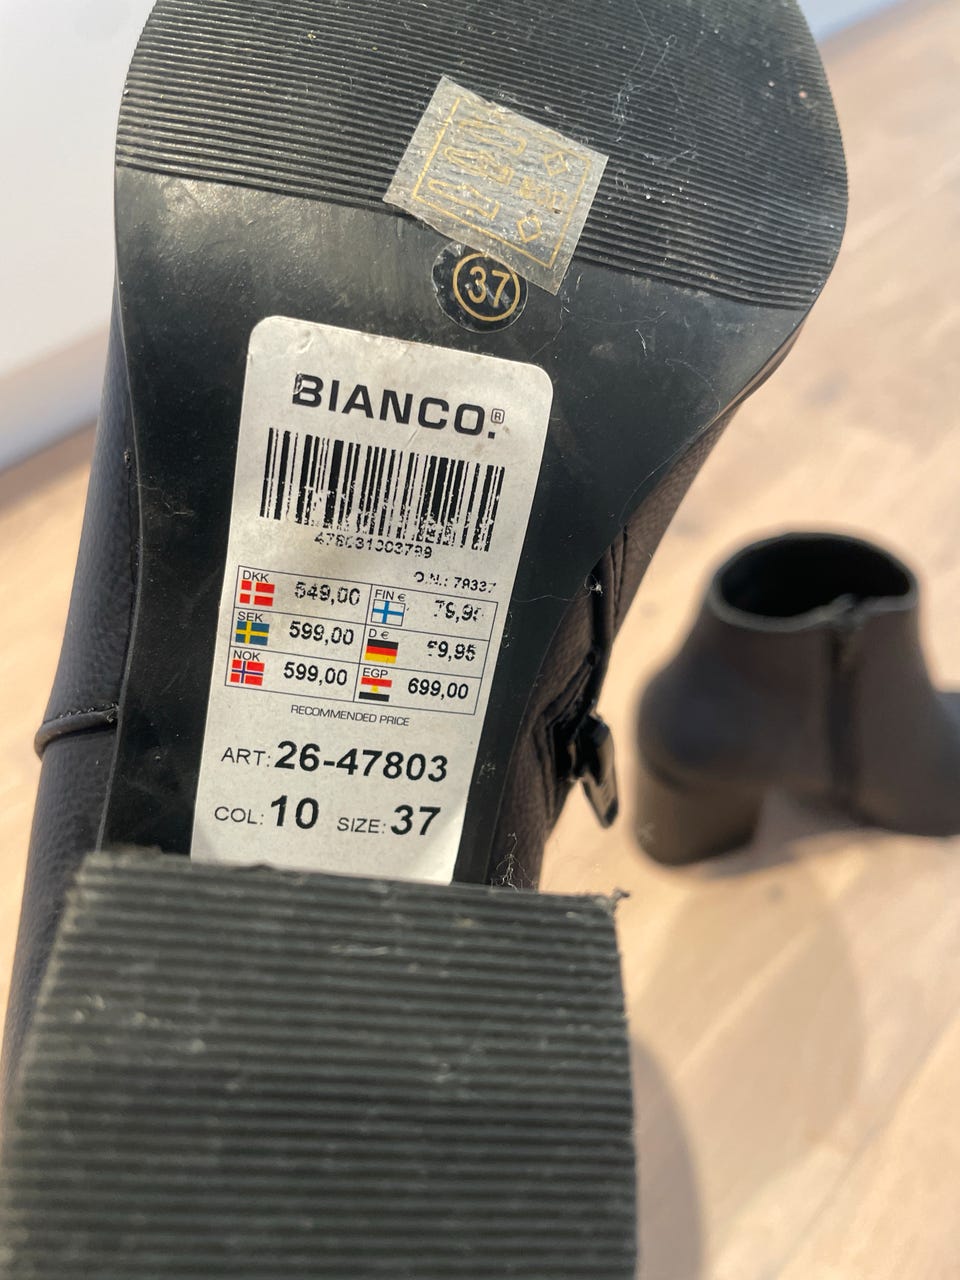 37
BIANCO.®
DKK 549,00 FIN €
SEK 599,00 D €
NOK 599,00 EGP 699,00
RECOMMENDED PRICE
ART: 26-47803
COL: 10 SIZE: 37